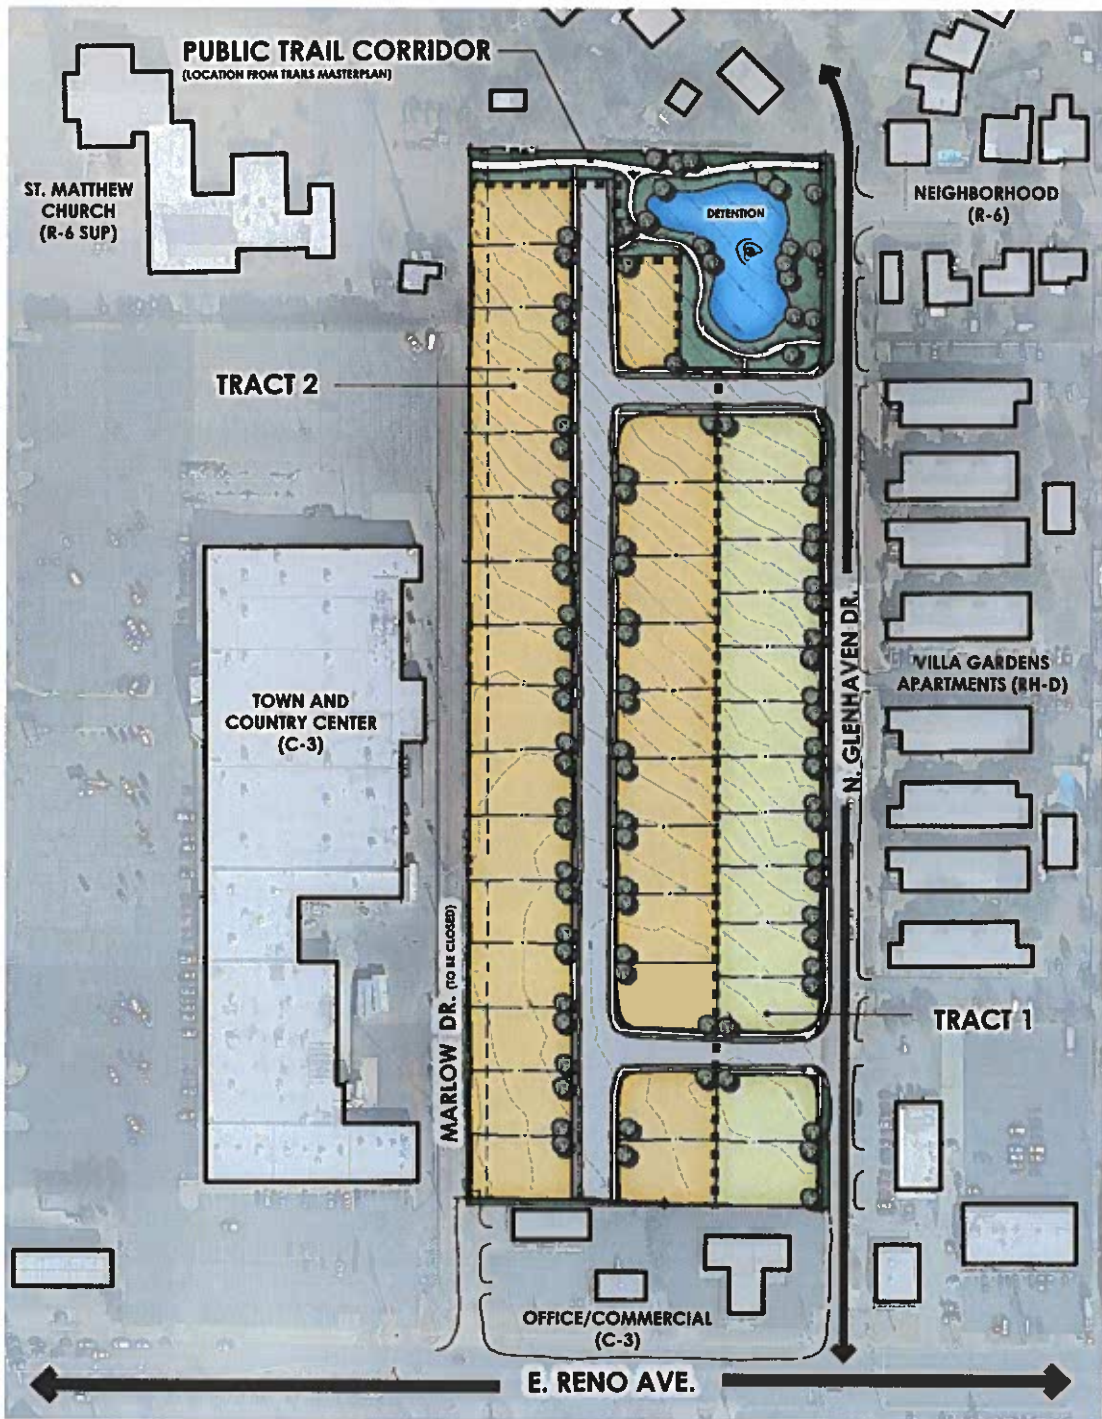 PUBLIC TRAIL CORRIDOR
(LOCATION FROM TRAILS MASTERPLAN)
ST. MATTHEW
CHURCH
(R-6 SUP)
DETENTION
NEIGHBORHOOD
(R-6)
TRACT 2
N. GLENHAVEN DR.
VILLA GARDENS
APARTMENTS (RH-D)
TOWN AND
COUNTRY CENTER
(C-3)
MARLOW DR. (TO BE CLOSED)
TRACT 1
OFFICE/COMMERCIAL
(C-3)
E. RENO AVE.